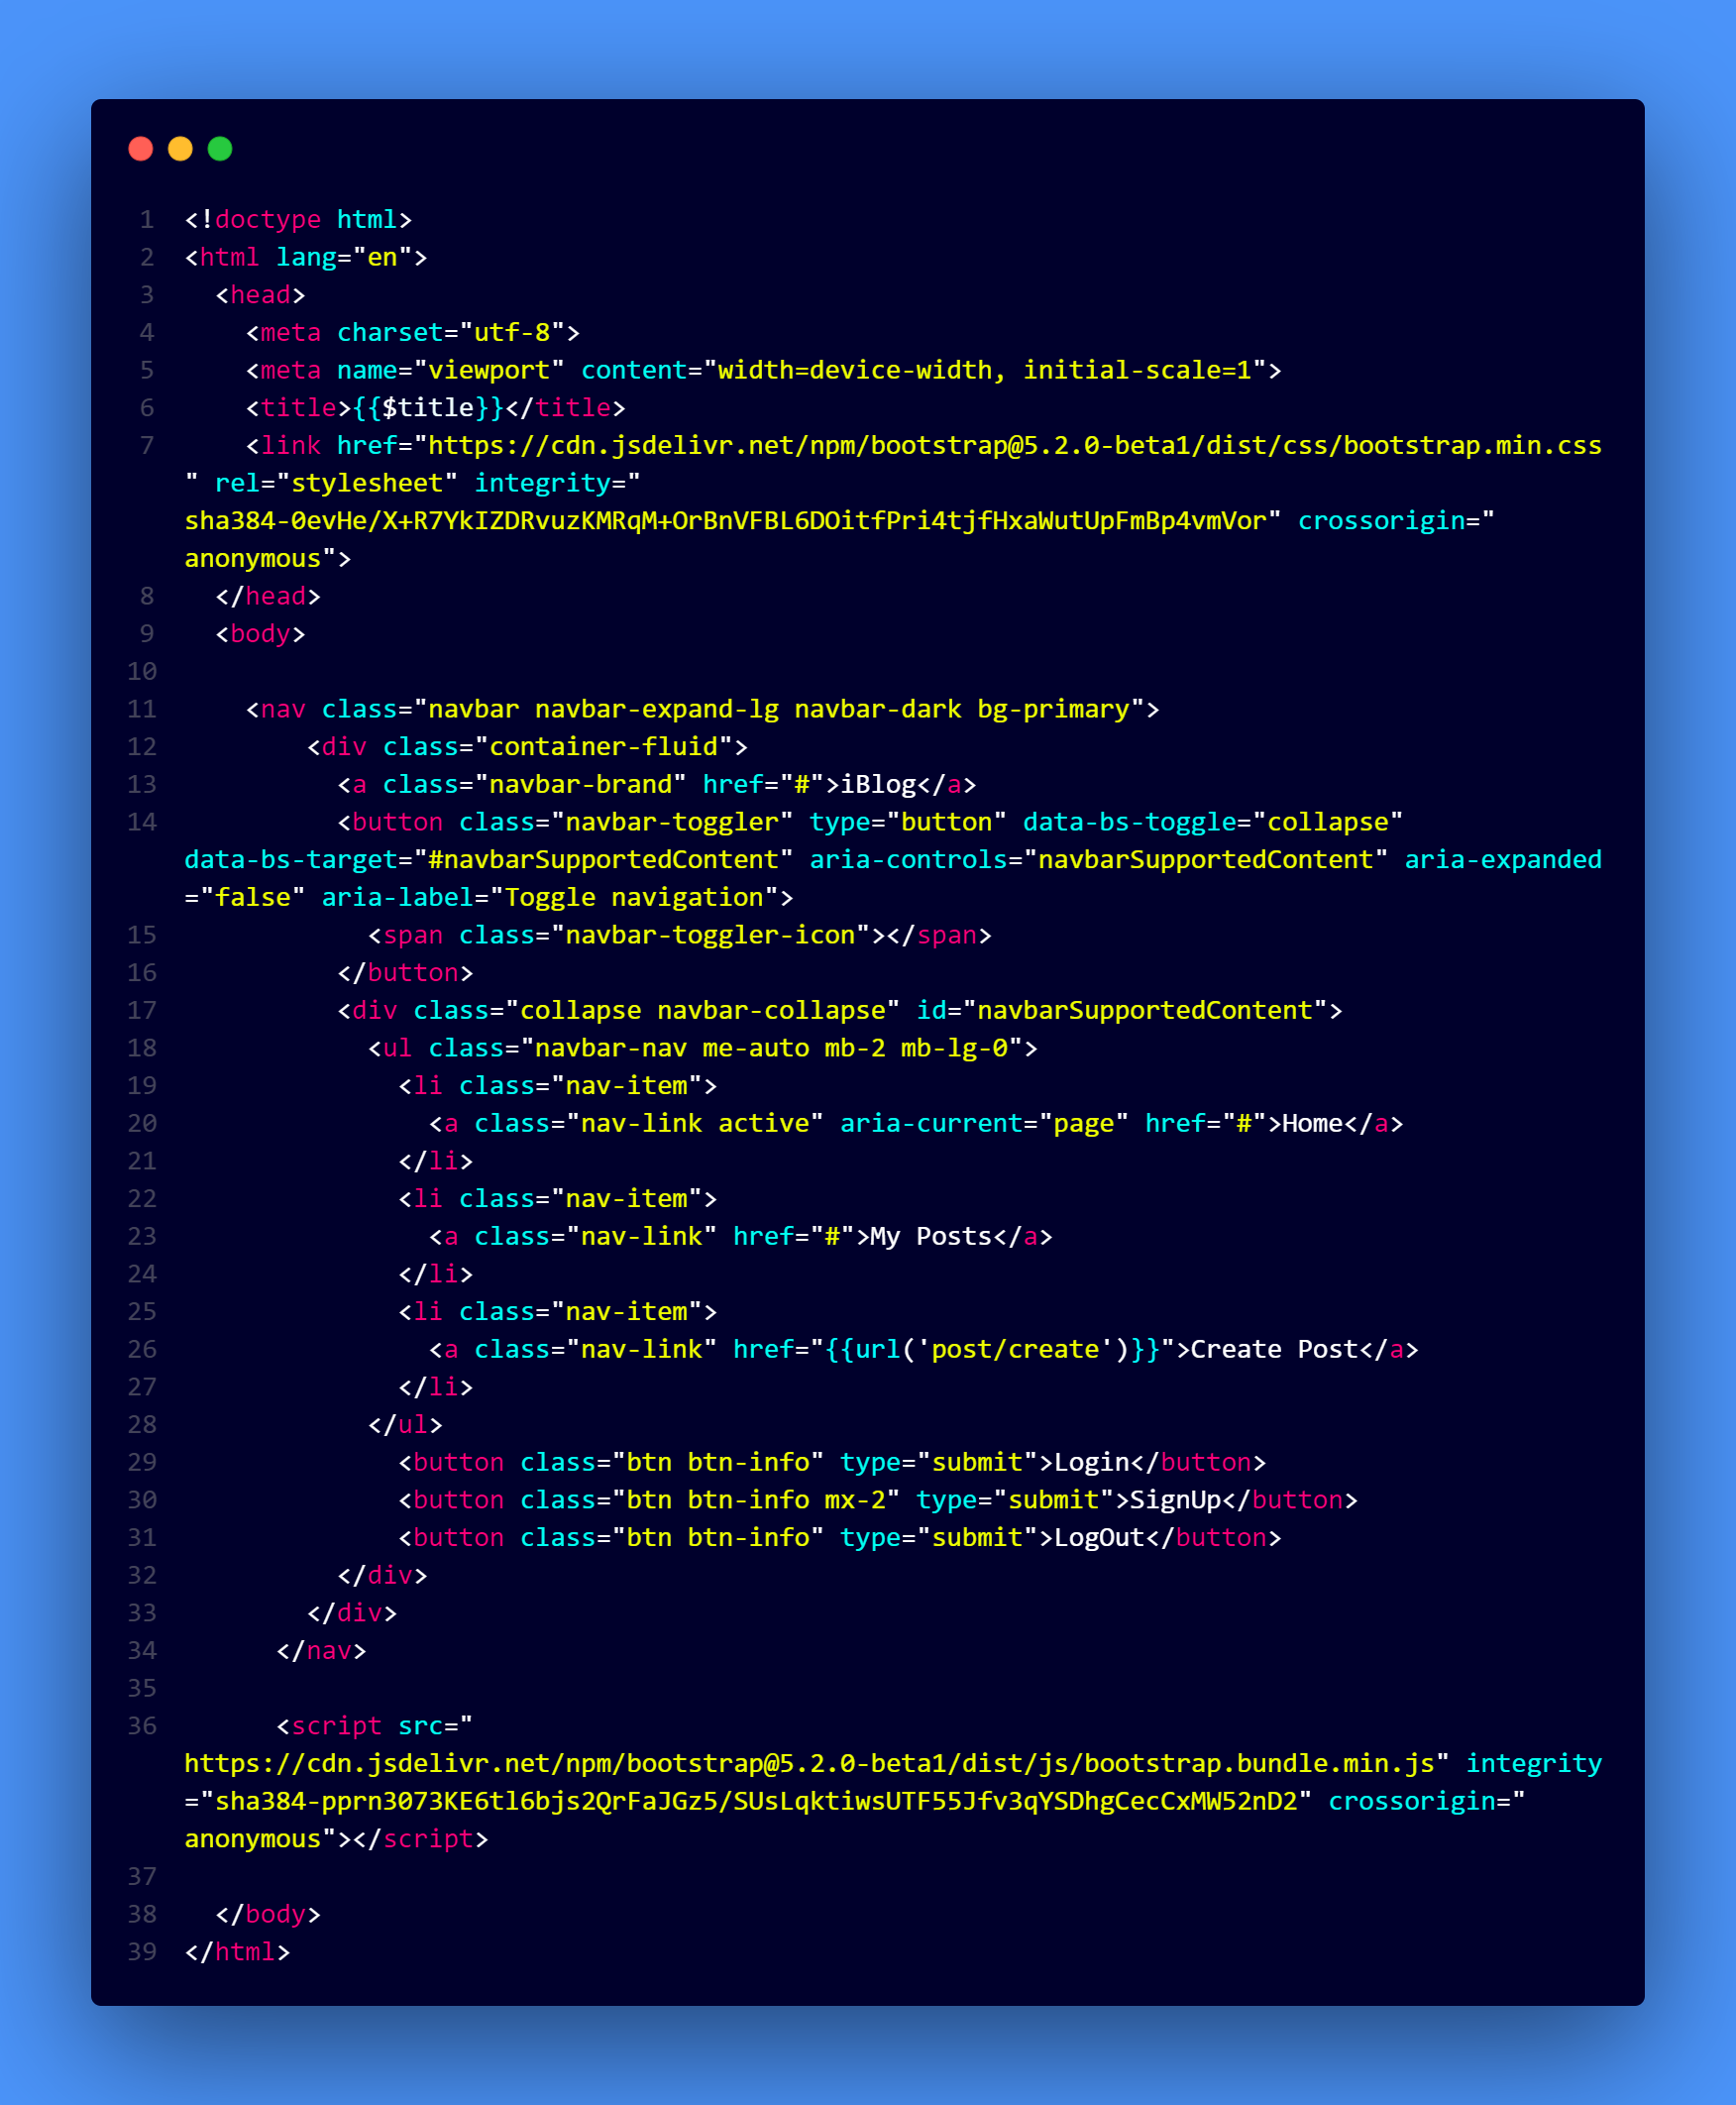 1 <!doctype html>
2 <html lang="en">
3   <head>
4     <meta charset="utf-8">
5     <meta name="viewport" content="width=device-width, initial-scale=1">
6     <title>{{$title}}</title>
7     <link href="https://cdn.jsdelivr.net/npm/bootstrap@5.2.0-beta1/dist/css/bootstrap.min.css
" rel="stylesheet" integrity="
sha384-0evHe/X+R7YkIZDRvuzKMRqM+OrBnVFBL6DOitfPri4tjfHxaWutUpFmBp4vmVor" crossorigin="
anonymous">
8   </head>
9   <body>
10
11     <nav class="navbar navbar-expand-lg navbar-dark bg-primary">
12         <div class="container-fluid">
13           <a class="navbar-brand" href="#">iBlog</a>
14           <button class="navbar-toggler" type="button" data-bs-toggle="collapse"
data-bs-target="#navbarSupportedContent" aria-controls="navbarSupportedContent" aria-expanded
="false" aria-label="Toggle navigation">
15             <span class="navbar-toggler-icon"></span>
16           </button>
17           <div class="collapse navbar-collapse" id="navbarSupportedContent">
18             <ul class="navbar-nav me-auto mb-2 mb-lg-0">
19               <li class="nav-item">
20                 <a class="nav-link active" aria-current="page" href="#">Home</a>
21               </li>
22               <li class="nav-item">
23                 <a class="nav-link" href="#">My Posts</a>
24               </li>
25               <li class="nav-item">
26                 <a class="nav-link" href="{{url('post/create')}}">Create Post</a>
27               </li>
28             </ul>
29               <button class="btn btn-info" type="submit">Login</button>
30               <button class="btn btn-info mx-2" type="submit">SignUp</button>
31               <button class="btn btn-info" type="submit">LogOut</button>
32           </div>
33         </div>
34       </nav>
35
36       <script src="
https://cdn.jsdelivr.net/npm/bootstrap@5.2.0-beta1/dist/js/bootstrap.bundle.min.js" integrity
="sha384-pprn3073KE6tl6bjs2QrFaJGz5/SUsLqktiwsUTF55Jfv3qYSDhgCecCxMW52nD2" crossorigin="
anonymous"></script>
37
38   </body>
39 </html>